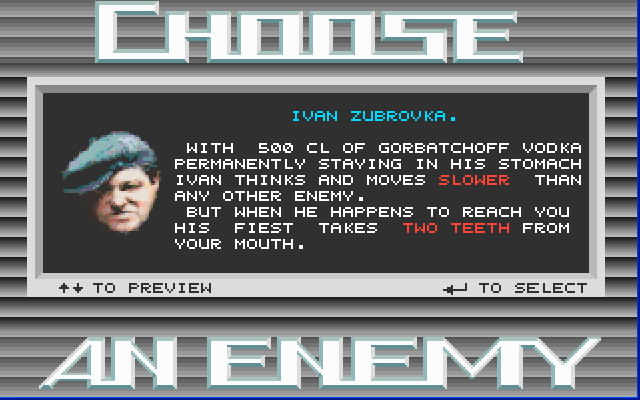 CHOOSE
IVAN ZUBROVKA.
WITH 500 CL OF GORBATCHOFF VODKA
PERMANENTLY STAYING IN HIS STOMACH
IVAN THINKS AND MOVES SLOWER THAN
ANY OTHER ENEMY.
BUT WHEN HE HAPPENS TO REACH YOU
HIS FIEST TAKES TWO TEETH FROM
YOUR MOUTH.
↑↓ TO PREVIEW
↵ TO SELECT
AN ENEMY